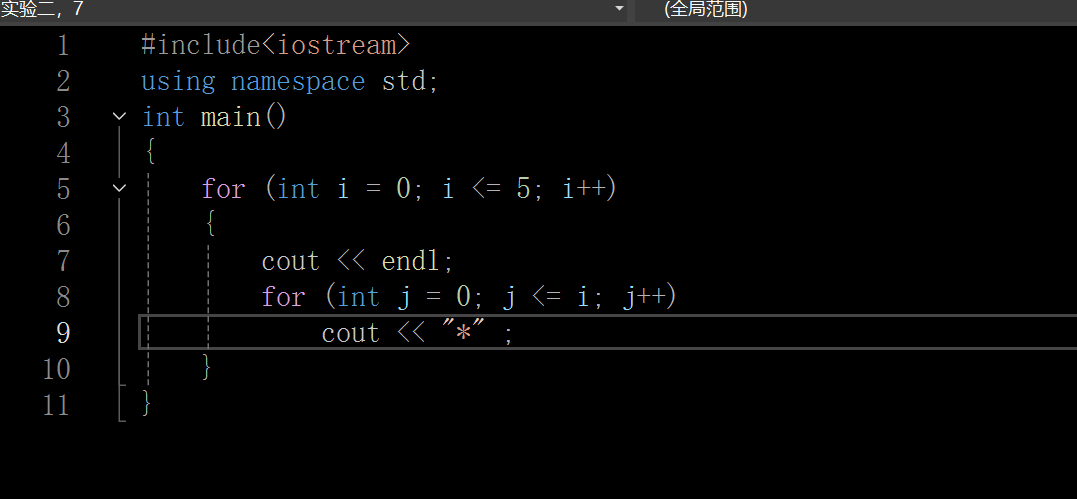 实验二，7 (全局范围)
1 #include<iostream>
2 using namespace std;
3 int main()
4 {
5 for (int i = 0; i <= 5; i++)
6 {
7 cout << endl;
8 for (int j = 0; j <= i; j++)
9 cout << "*" ;
10 }
11 }